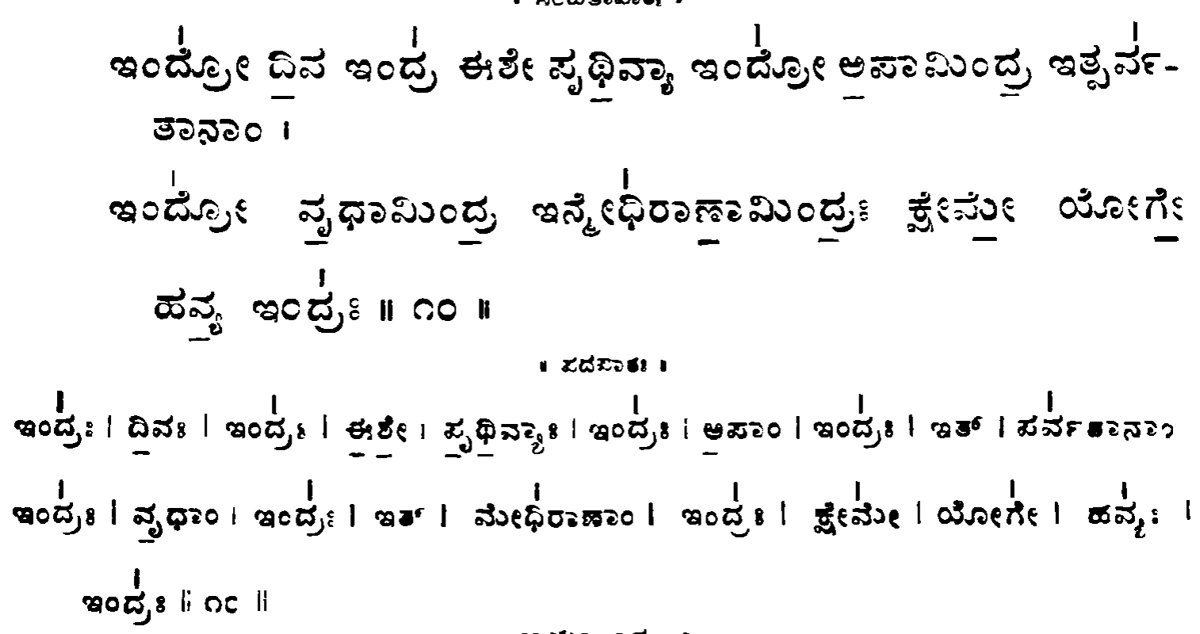 ಇಂದ್ರೋ ದಿವ ಇಂದ್ರ ಈಶೇ ಪೃಥಿವ್ಯಾ ಇಂದ್ರೋ ಅಪಾಮಿಂದ್ರ ಇತ್ಪರ್ವ-
ತಾನಾಂ ।
ಇಂದ್ರೋ ವೃಧಾಮಿಂದ್ರ ಇನ್ಮೇಧಿರಾಣಾಮಿಂದ್ರಃ ಕ್ಷೇಮೇ ಯೋಗೇ
ಹವ್ಯ ಇಂದ್ರಃ ॥ ೧೦ ॥
॥ ಪದಪಾಠಃ ॥
ಇಂದ್ರಃ । ದಿವಃ । ಇಂದ್ರಃ । ಈಶೇ । ಪೃಥಿವ್ಯಾಃ । ಇಂದ್ರಃ । ಅಪಾಂ । ಇಂದ್ರಃ । ಇತ್ । ಪರ್ವತಾನಾಂ
ಇಂದ್ರಃ । ವೃಧಾಂ । ಇಂದ್ರಃ । ಇತ್ । ಮೇಧಿರಾಣಾಂ । ಇಂದ್ರಃ । ಕ್ಷೇಮೇ । ಯೋಗೇ । ಹವ್ಯಃ ।
ಇಂದ್ರಃ ॥ ೧೦ ॥